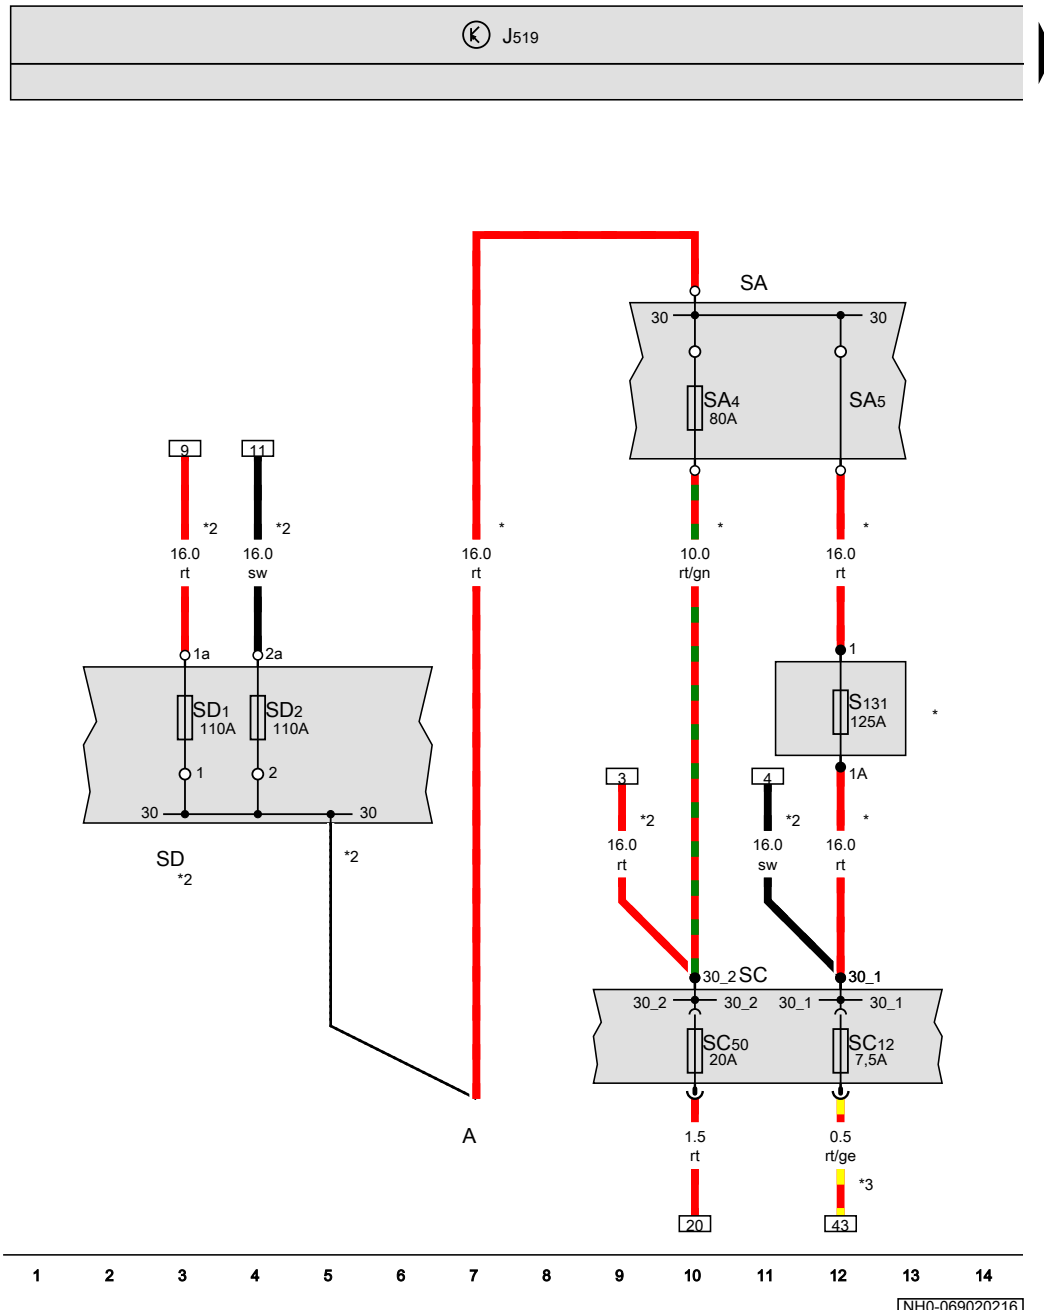 J519
SA
30 30
SA4
80A
SA5
9 11
*2 *2 * * *
16.0 16.0 16.0 10.0 16.0
rt sw rt rt/gn rt
1a 2a
1
SD1 SD2
110A 110A
S131
125A
*
1 2
3 4
1A
30 30
*2 *2 *
16.0 16.0 16.0
rt sw rt
SD
*2
*2
30_2 SC 30_1
30_2 30_2 30_1 30_1
SC50 SC12
20A 7,5A
A
1.5 0.5
rt rt/ge
*3
20 43
1 2 3 4 5 6 7 8 9 10 11 12 13 14
NH0-069020216